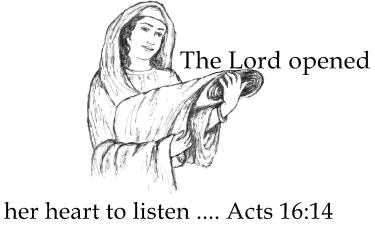 The Lord opened
her heart to listen .... Acts 16:14